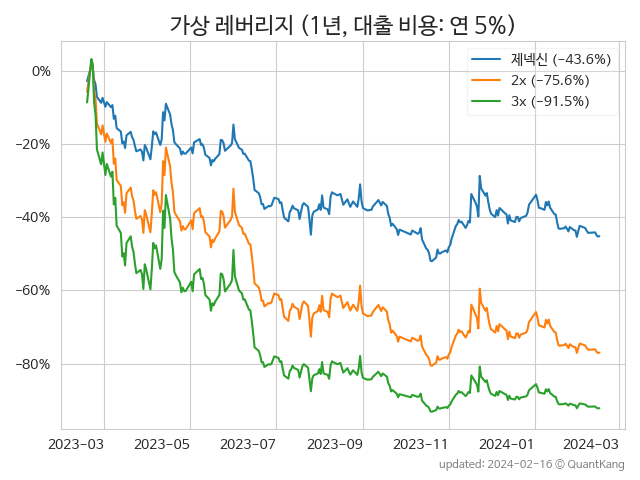 가상 레버리지 (1년, 대출 비용: 연 5%)
제넥신 (−43.6%)
2x (−75.6%)
3x (−91.5%)
0%
−20%
−40%
−60%
−80%
2023−03 2023−05 2023−07 2023−09 2023−11 2024−01 2024−03
updated: 2024−02−16 © QuantKang